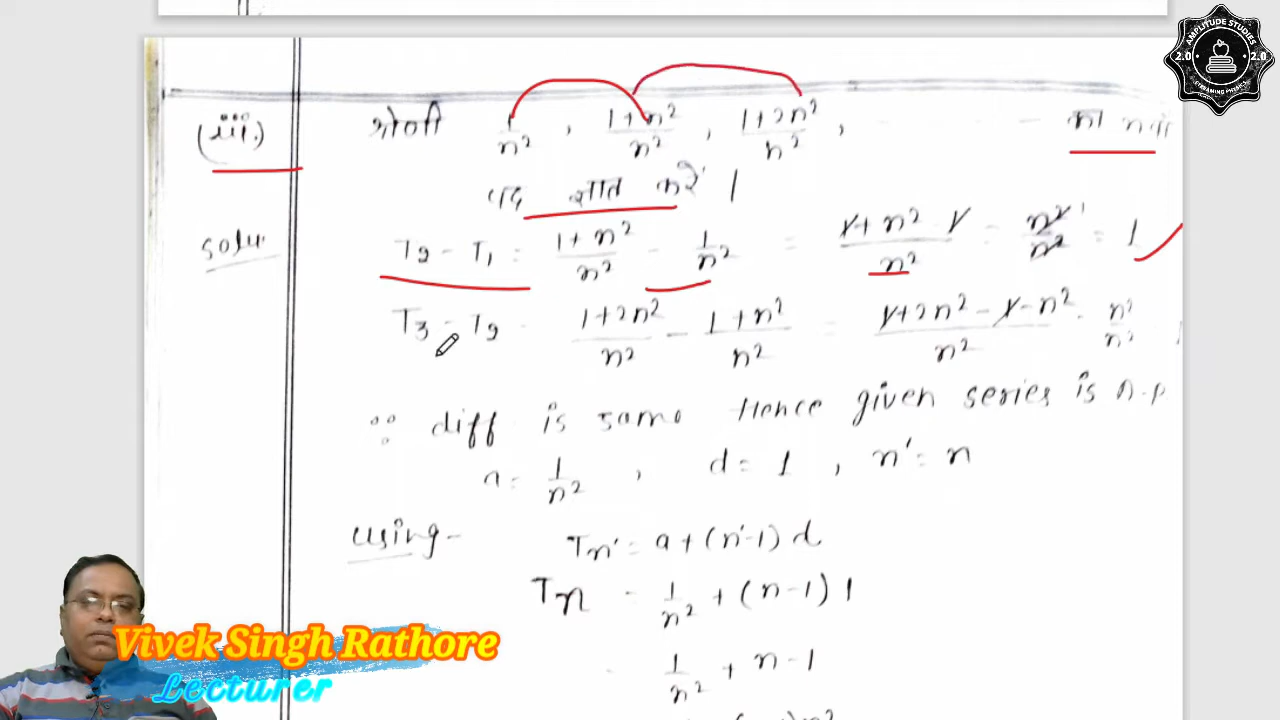 AMPLITUDE STUDIES
2.0 2.0
(iii.) श्रेणी 1/n², (1+n²)/n², (1+2n²)/n², - - - का nवाँ
पद ज्ञात करें |
Solu. T2 - T1 = (1+n²)/n² - 1/n² = (1+n²-1)/n² = n²/n² = 1
T3 - T2 = (1+2n²)/n² - (1+n²)/n² = (1+2n²-1-n²)/n² = n²/n²
∵ diff is same Hence given series is A.P
a = 1/n², d = 1, n' = n
Using- Tn' = a + (n'-1) d
Tn = 1/n² + (n-1) 1
= 1/n² + n - 1
Vivek Singh Rathore
Lecturer